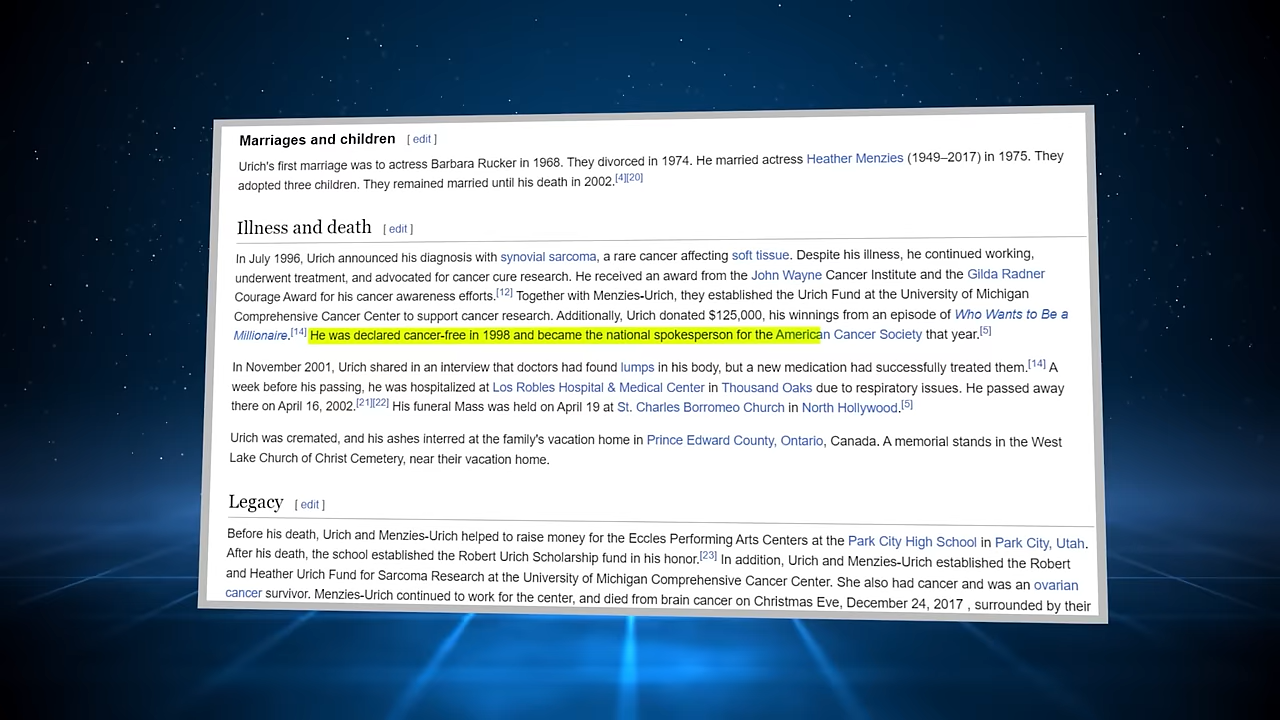 Marriages and children [ edit ]
Urich's first marriage was to actress Barbara Rucker in 1968. They divorced in 1974. He married actress Heather Menzies (1949–2017) in 1975. They
adopted three children. They remained married until his death in 2002.[4][20]
Illness and death [ edit ]
In July 1996, Urich announced his diagnosis with synovial sarcoma, a rare cancer affecting soft tissue. Despite his illness, he continued working,
underwent treatment, and advocated for cancer cure research. He received an award from the John Wayne Cancer Institute and the Gilda Radner
Courage Award for his cancer awareness efforts.[12] Together with Menzies-Urich, they established the Urich Fund at the University of Michigan
Comprehensive Cancer Center to support cancer research. Additionally, Urich donated $125,000, his winnings from an episode of Who Wants to Be a
Millionaire.[14] He was declared cancer-free in 1998 and became the national spokesperson for the American Cancer Society that year.[5]
In November 2001, Urich shared in an interview that doctors had found lumps in his body, but a new medication had successfully treated them.[14] A
week before his passing, he was hospitalized at Los Robles Hospital & Medical Center in Thousand Oaks due to respiratory issues. He passed away
there on April 16, 2002.[21][22] His funeral Mass was held on April 19 at St. Charles Borromeo Church in North Hollywood.[5]
Urich was cremated, and his ashes interred at the family's vacation home in Prince Edward County, Ontario, Canada. A memorial stands in the West
Lake Church of Christ Cemetery, near their vacation home.
Legacy [ edit ]
Before his death, Urich and Menzies-Urich helped to raise money for the Eccles Performing Arts Centers at the Park City High School in Park City, Utah.
After his death, the school established the Robert Urich Scholarship fund in his honor.[23] In addition, Urich and Menzies-Urich established the Robert
and Heather Urich Fund for Sarcoma Research at the University of Michigan Comprehensive Cancer Center. She also had cancer and was an ovarian
cancer survivor. Menzies-Urich continued to work for the center, and died from brain cancer on Christmas Eve, December 24, 2017 , surrounded by their